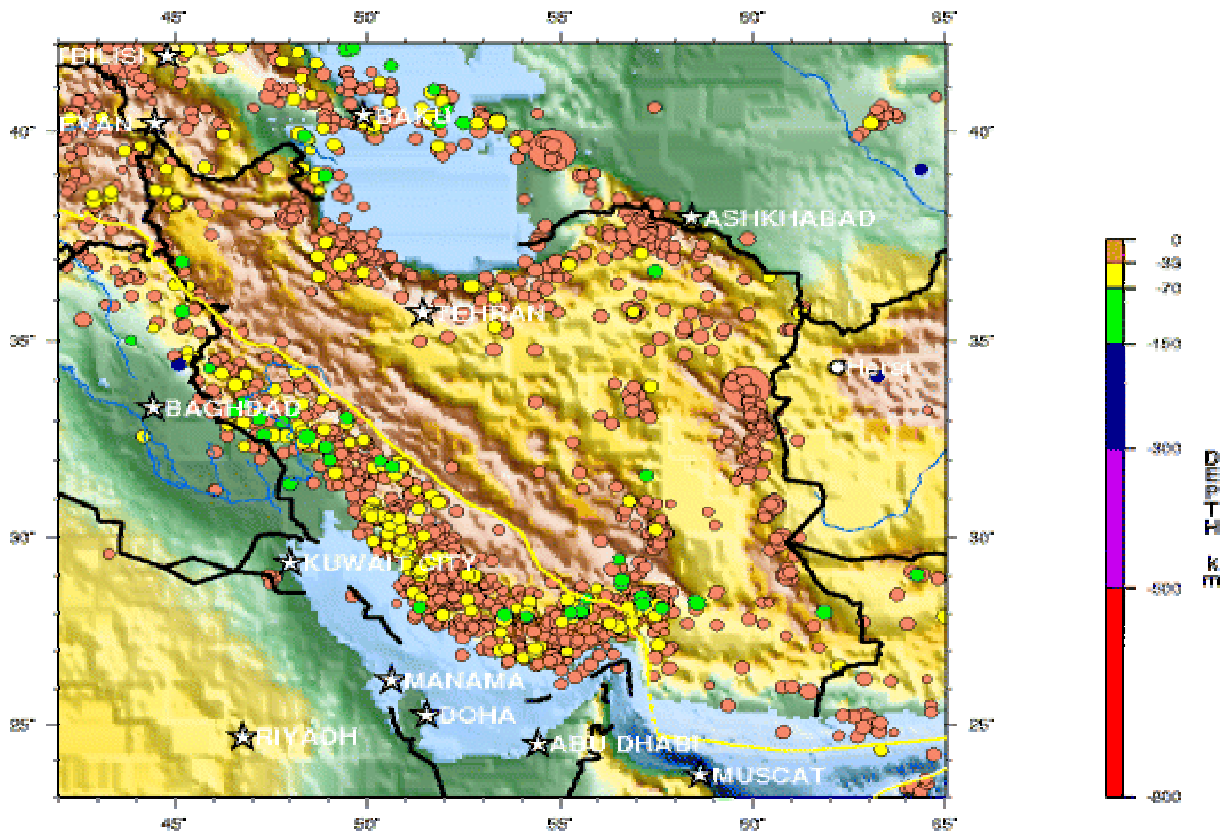 45° 50° 55° 60° 65°
TBILISI
BAKU
40° 40°
ASHKHABAD
TEHRAN
35° 35°
Herat
BAGHDAD
30° 30°
KUWAIT CITY
MANAMA
DOHA
25° 25°
RIYADH
ABU DHABI
MUSCAT
45° 50° 55° 60° 65°
0
-35
-70
-150
-300
-500
-800
DEPTH km